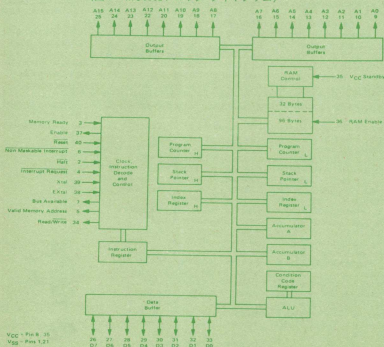 A15 A14 A13 A12 A11 A10 A9 A8
25 24 23 22 20 19 18 17
A7 A6 A5 A4 A3 A2 A1 A0
16 15 14 13 12 11 10 9
Output
Buffers
Output
Buffers
RAM
Control
35 VCC Standby
32 Bytes
96 Bytes
36 RAM Enable
Memory Ready 3
Enable 37
Reset 40
Non-Maskable Interrupt 6
Halt 2
Interrupt Request 4
Xtal 38
EXtal 39
Bus Available 7
Valid Memory Address 5
Read/Write 34
Clock
Instruction
Decode
and
Control
Program
Counter H
Program
Counter L
Stack
Pointer H
Stack
Pointer L
Index
Register H
Index
Register L
Accumulator
A
Instruction
Register
Accumulator
B
Condition
Code
Register
Data
Buffer
ALU
VCC = Pin 8, 35
VSS = Pins 1,21
26 27 28 29 30 31 32 33
D7 D6 D5 D4 D3 D2 D1 D0